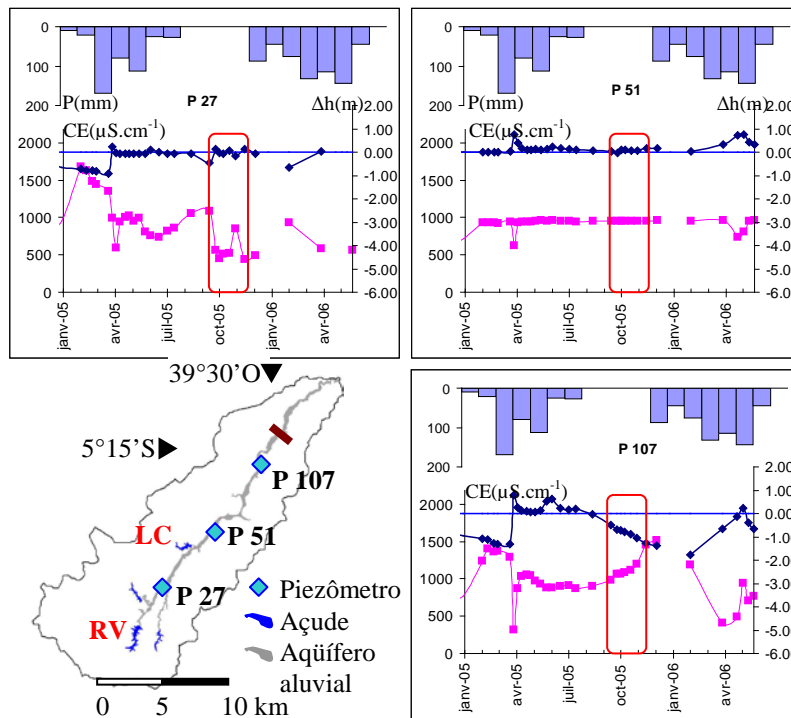 0
100
200
P(mm)
P 27
Δh(m)
2.00
1.00
0.00
-1.00
-2.00
-3.00
-4.00
-5.00
-6.00
CE(µS.cm⁻¹)
2000
1500
1000
500
0
janv-05
avr-05
juil-05
oct-05
janv-06
avr-06
0
100
200
P(mm)
P 51
Δh(m)
2.00
1.00
0.00
-1.00
-2.00
-3.00
-4.00
-5.00
-6.00
CE(µS.cm⁻¹)
2000
1500
1000
500
0
janv-05
avr-05
juil-05
oct-05
janv-06
avr-06
39°30'O
5°15'S
P 107
LC
P 51
P 27
RV
Piezômetro
Açude
Aqüífero
aluvial
0 5 10 km
0
100
200
P 107
2.00
1.00
0.00
-1.00
-2.00
-3.00
-4.00
-5.00
-6.00
CE(µS.cm⁻¹)
2000
1500
1000
500
0
janv-05
avr-05
juil-05
oct-05
janv-06
avr-06